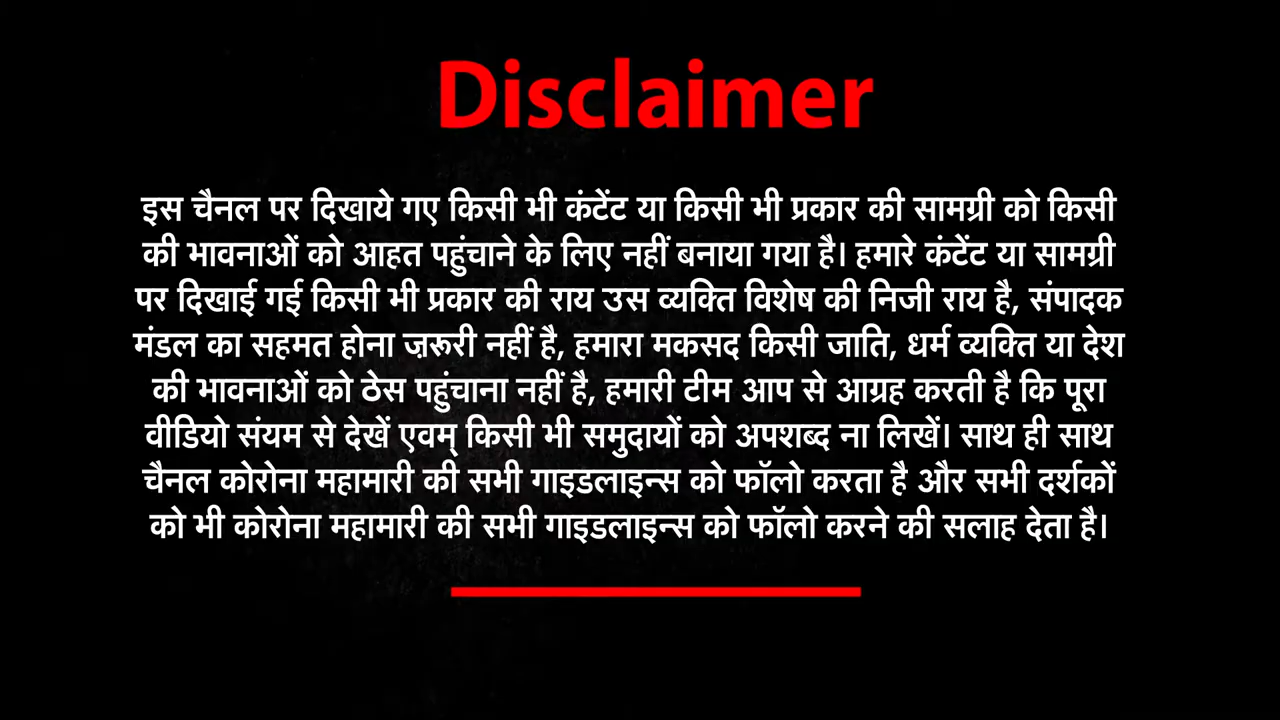 Disclaimer
इस चैनल पर दिखाये गए किसी भी कंटेंट या किसी भी प्रकार की सामग्री को किसी
की भावनाओं को आहत पहुंचाने के लिए नहीं बनाया गया है। हमारे कंटेंट या सामग्री
पर दिखाई गई किसी भी प्रकार की राय उस व्यक्ति विशेष की निजी राय है, संपादक
मंडल का सहमत होना ज़रूरी नहीं है, हमारा मकसद किसी जाति, धर्म व्यक्ति या देश
की भावनाओं को ठेस पहुंचाना नहीं है, हमारी टीम आप से आग्रह करती है कि पूरा
वीडियो संयम से देखें एवम् किसी भी समुदायों को अपशब्द ना लिखें। साथ ही साथ
चैनल कोरोना महामारी की सभी गाइडलाइन्स को फॉलो करता है और सभी दर्शकों
को भी कोरोना महामारी की सभी गाइडलाइन्स को फॉलो करने की सलाह देता है।